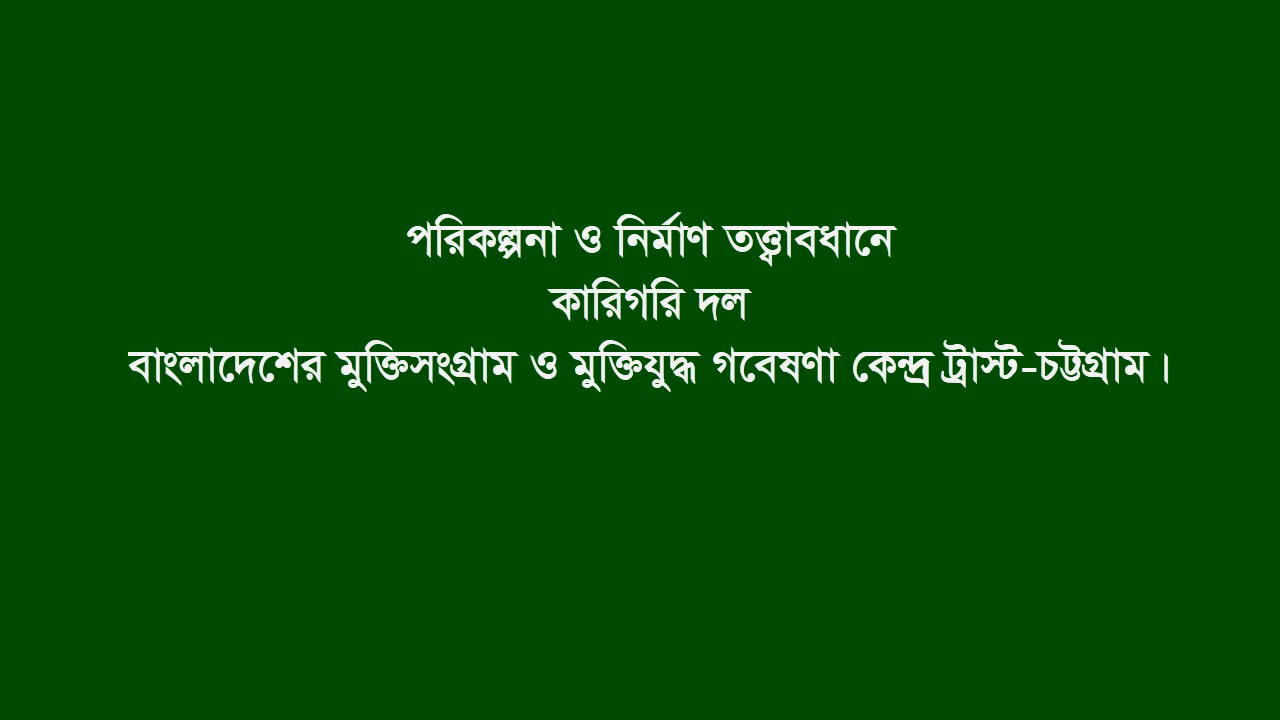 পরিকল্পনা ও নির্মাণ তত্ত্বাবধানে
কারিগরি দল
বাংলাদেশের মুক্তিসংগ্রাম ও মুক্তিযুদ্ধ গবেষণা কেন্দ্র ট্রাস্ট-চট্টগ্রাম।